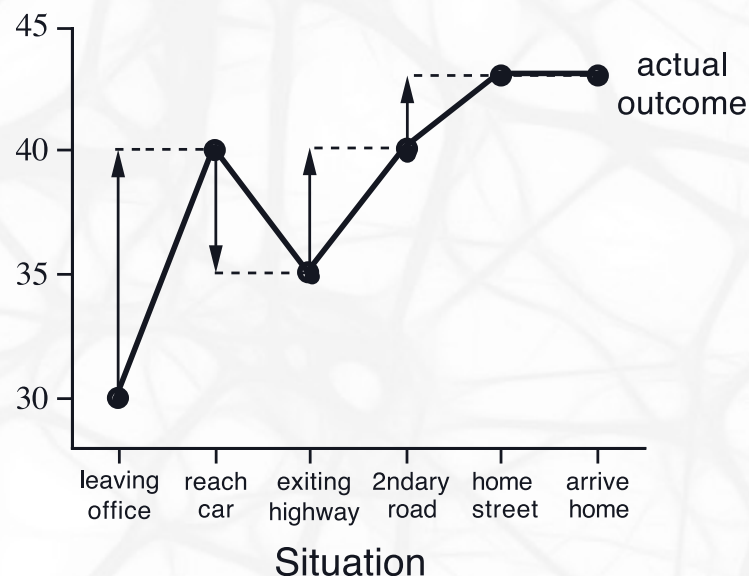 45
40
35
30
actual
outcome
leaving
office
reach
car
exiting
highway
2ndary
road
home
street
arrive
home
Situation